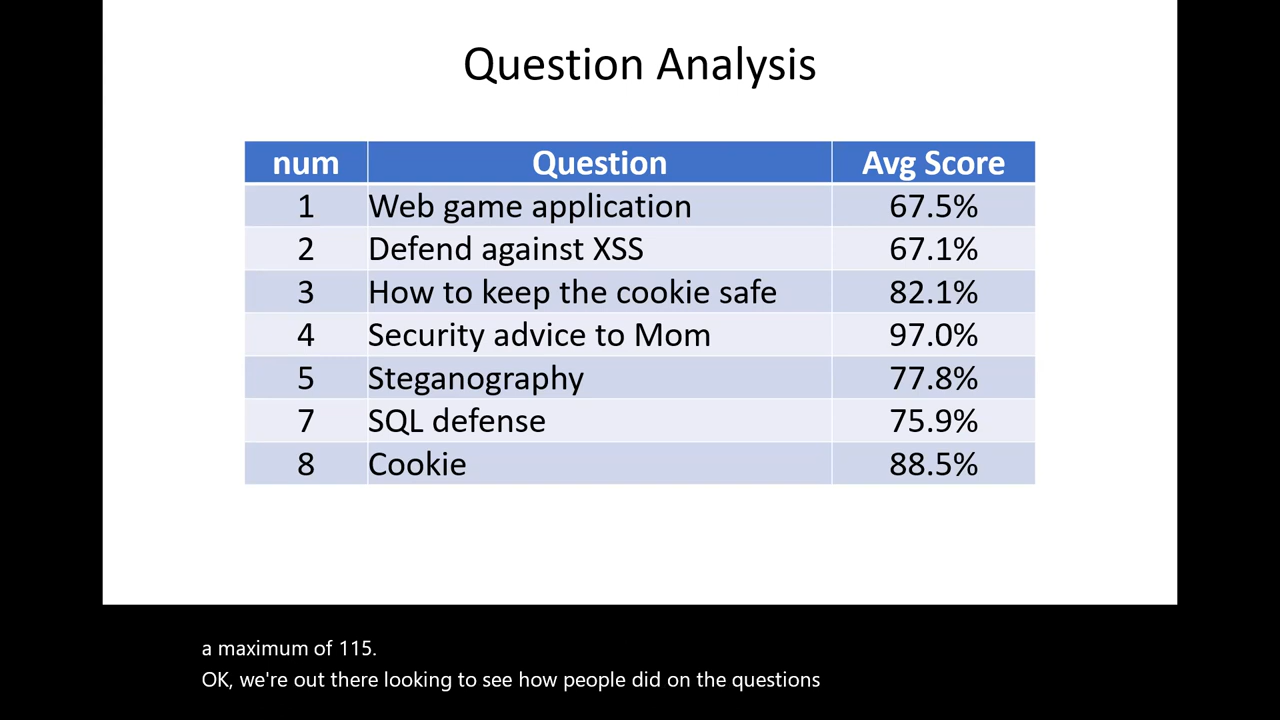 Question Analysis
num Question Avg Score
1 Web game application 67.5%
2 Defend against XSS 67.1%
3 How to keep the cookie safe 82.1%
4 Security advice to Mom 97.0%
5 Steganography 77.8%
7 SQL defense 75.9%
8 Cookie 88.5%
a maximum of 115.
OK, we're out there looking to see how people did on the questions